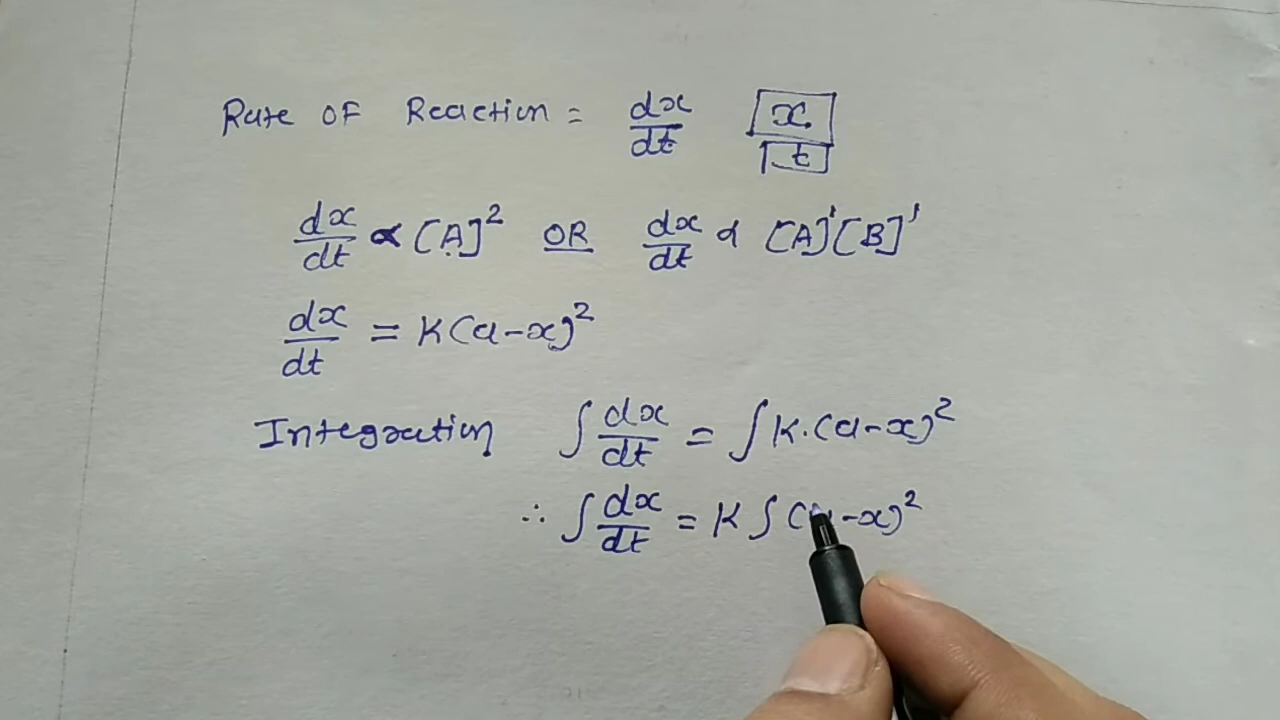 Rate OF Reaction = dx/dt x/t
dx/dt ∝ [A]² OR dx/dt ∝ [A]¹[B]¹
dx/dt = K(a-x)²
Integration ∫ dx/dt = ∫ K.(a-x)²
∴ ∫ dx/dt = K ∫ (a-x)²